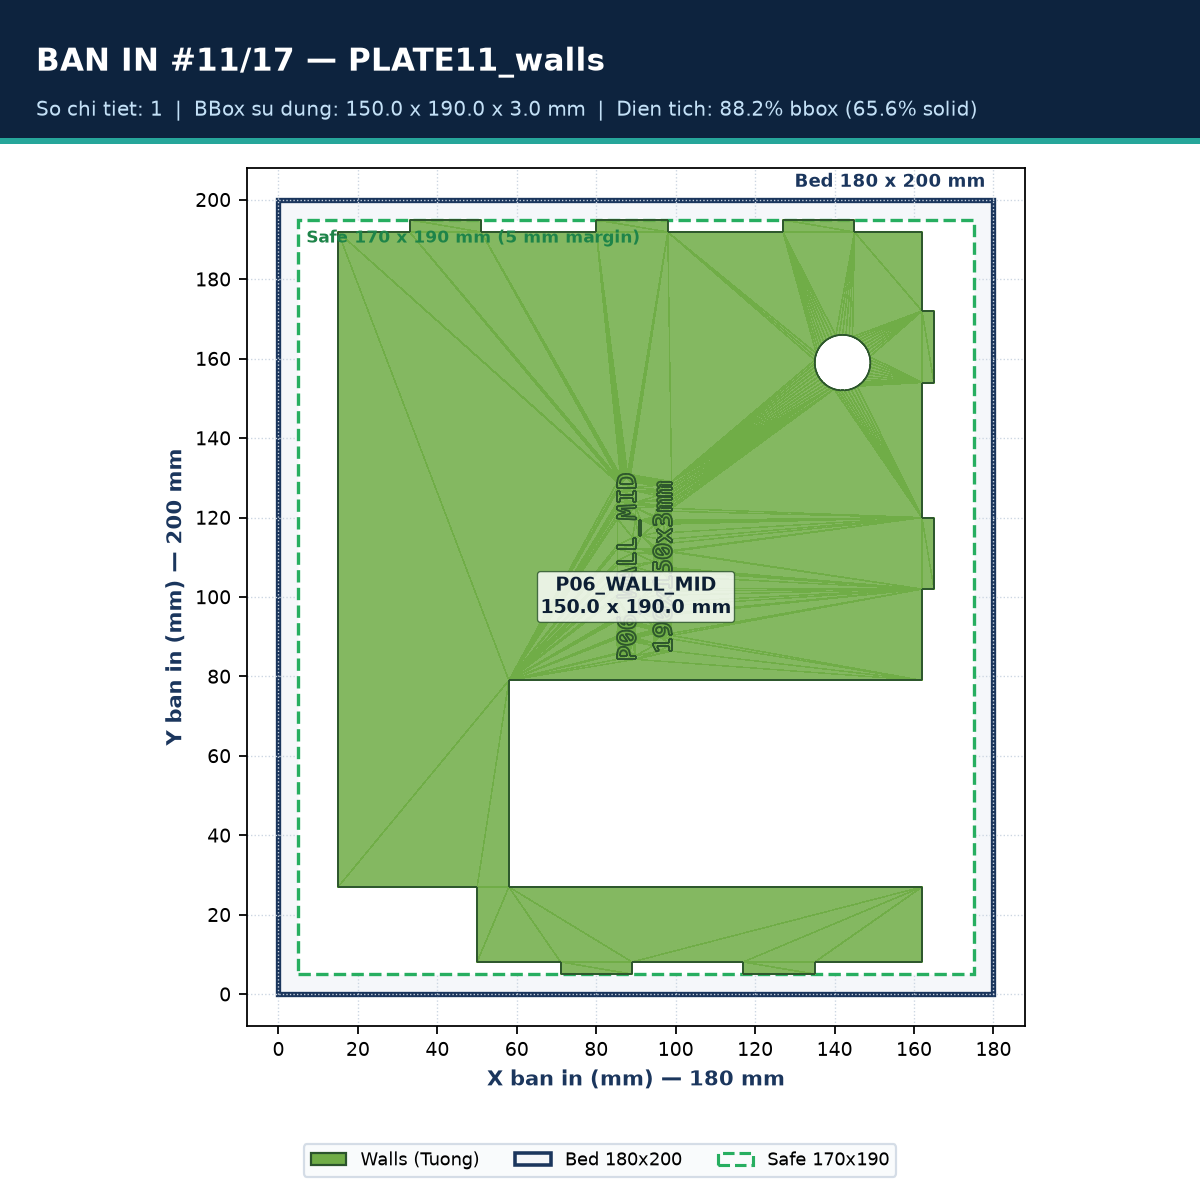 BAN IN #11/17 — PLATE11_walls
So chi tiet: 1 | BBox su dung: 150.0 x 190.0 x 3.0 mm | Dien tich: 88.2% bbox (65.6% solid)
Bed 180 x 200 mm
Safe 170 x 190 mm (5 mm margin)
200
180
160
140
120
100
80
60
40
20
0
Y ban in (mm) — 200 mm
P06_WALL_MID
150.0 x 190.0 mm
0 20 40 60 80 100 120 140 160 180
X ban in (mm) — 180 mm
Walls (Tuong) Bed 180x200 Safe 170x190